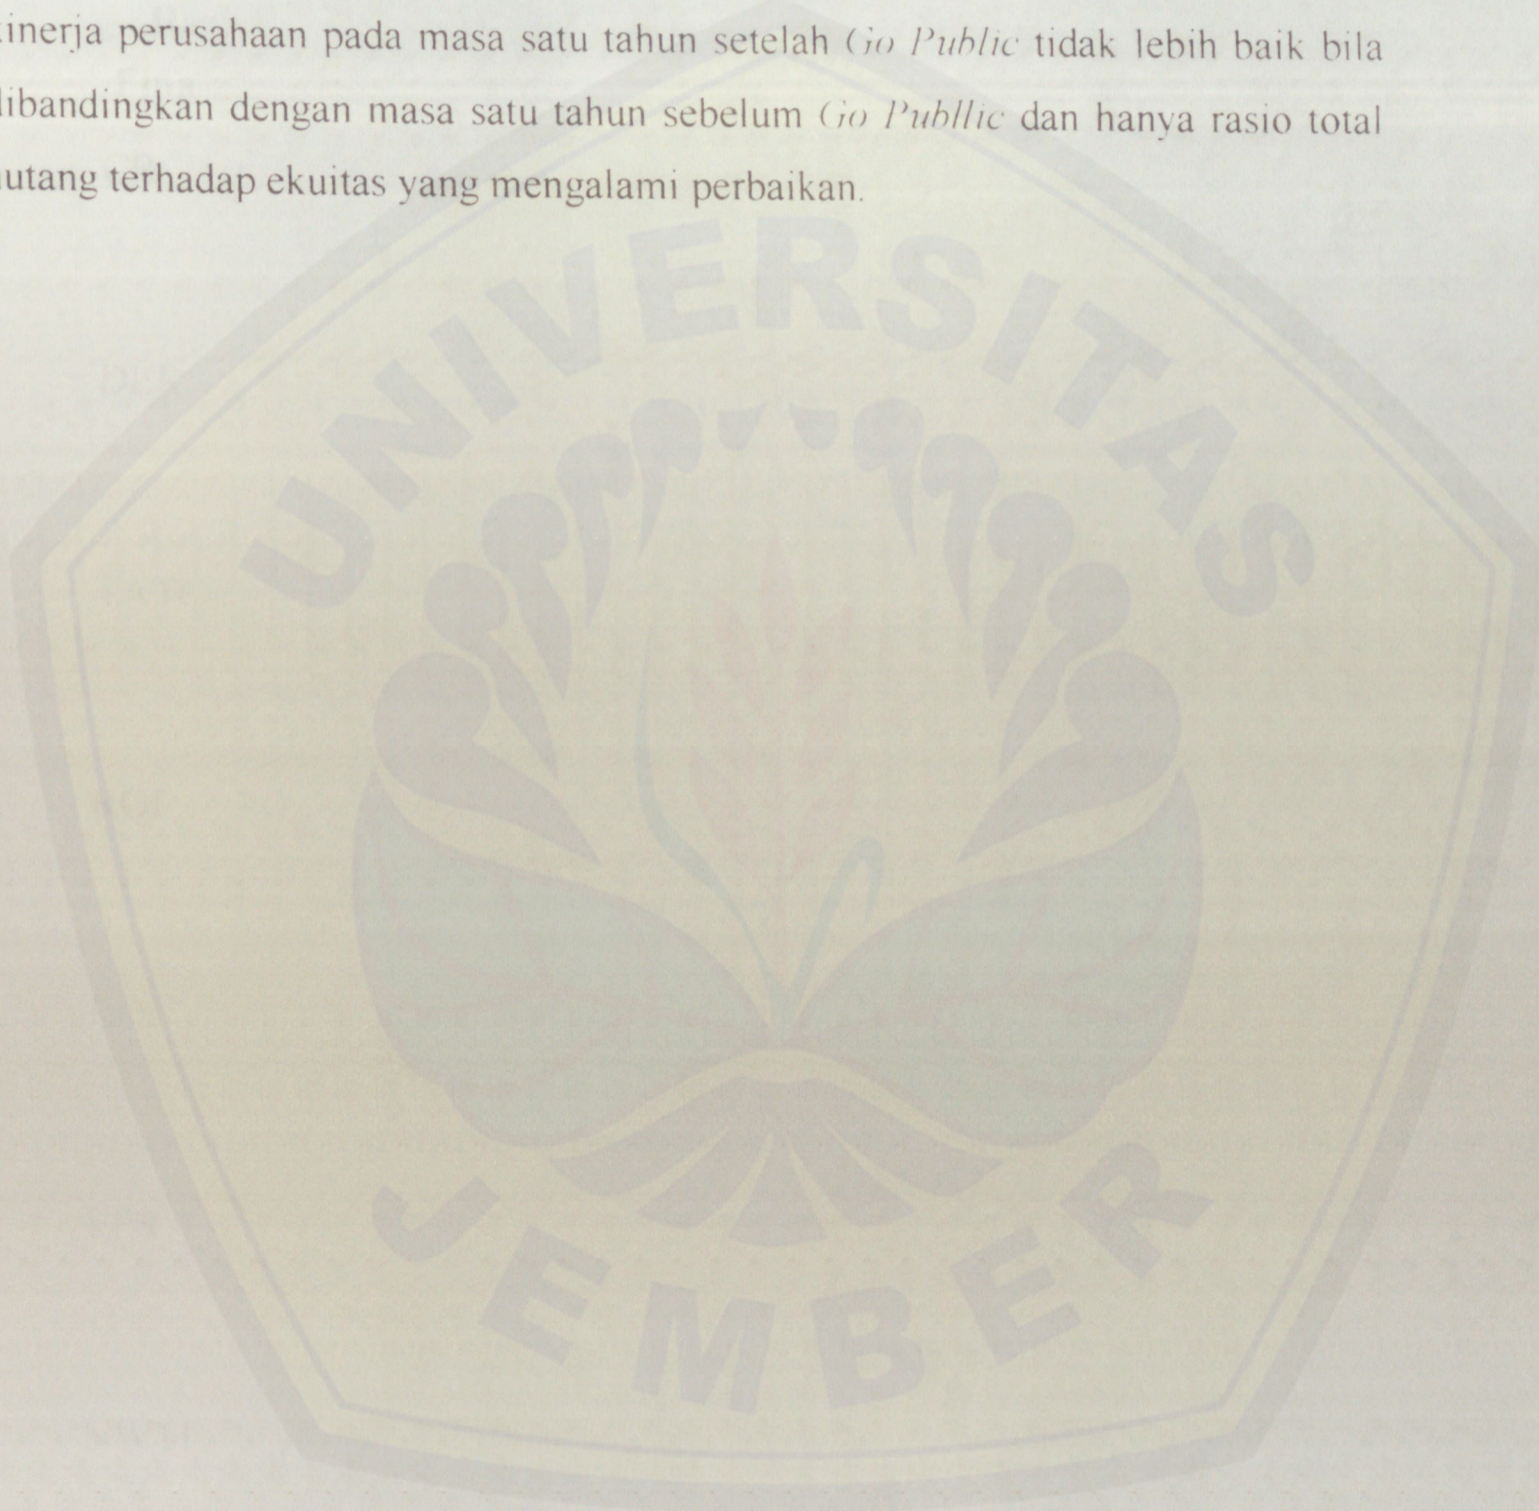 inerja perusahaan pada masa satu tahun setelah Go Public tidak lebih baik bila
dibandingkan dengan masa satu tahun sebelum Go Publlic dan hanya rasio total
utang terhadap ekuitas yang mengalami perbaikan.
UNIVERSITAS
JEMBER